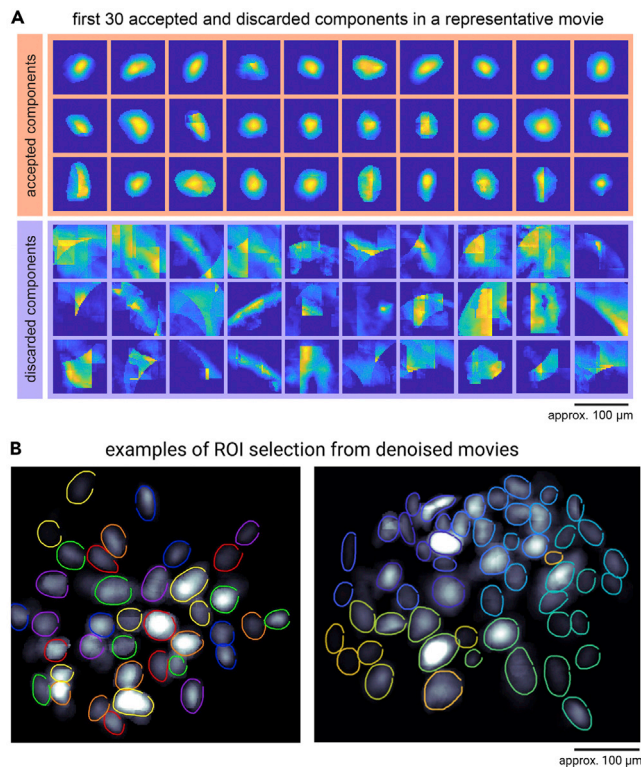 A
first 30 accepted and discarded components in a representative movie
accepted components
discarded components
approx. 100 µm
B
examples of ROI selection from denoised movies
approx. 100 µm